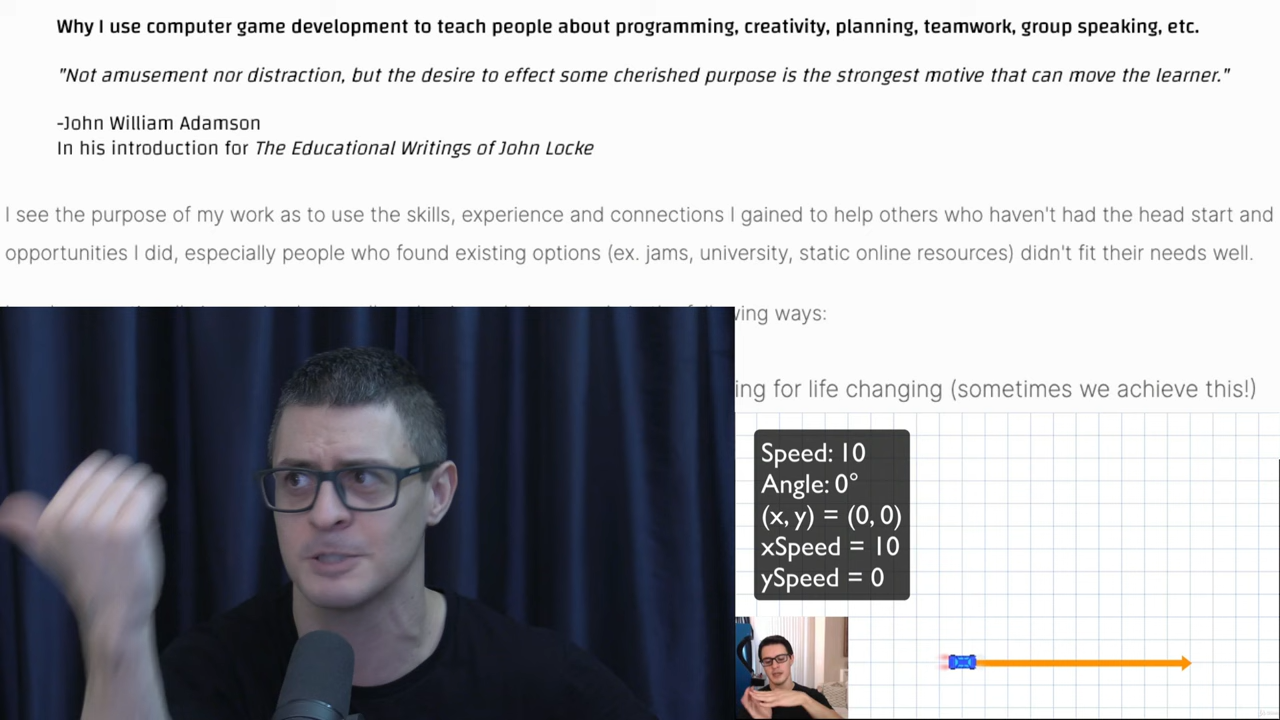 Why I use computer game development to teach people about programming, creativity, planning, teamwork, group speaking, etc.
"Not amusement nor distraction, but the desire to effect some cherished purpose is the strongest motive that can move the learner."
-John William Adamson
In his introduction for The Educational Writings of John Locke
I see the purpose of my work as to use the skills, experience and connections I gained to help others who haven't had the head start and
opportunities I did, especially people who found existing options (ex. jams, university, static online resources) didn't fit their needs well.
ways:
for life changing (sometimes we achieve this!)
Speed: 10
Angle: 0°
(x, y) = (0, 0)
xSpeed = 10
ySpeed = 0